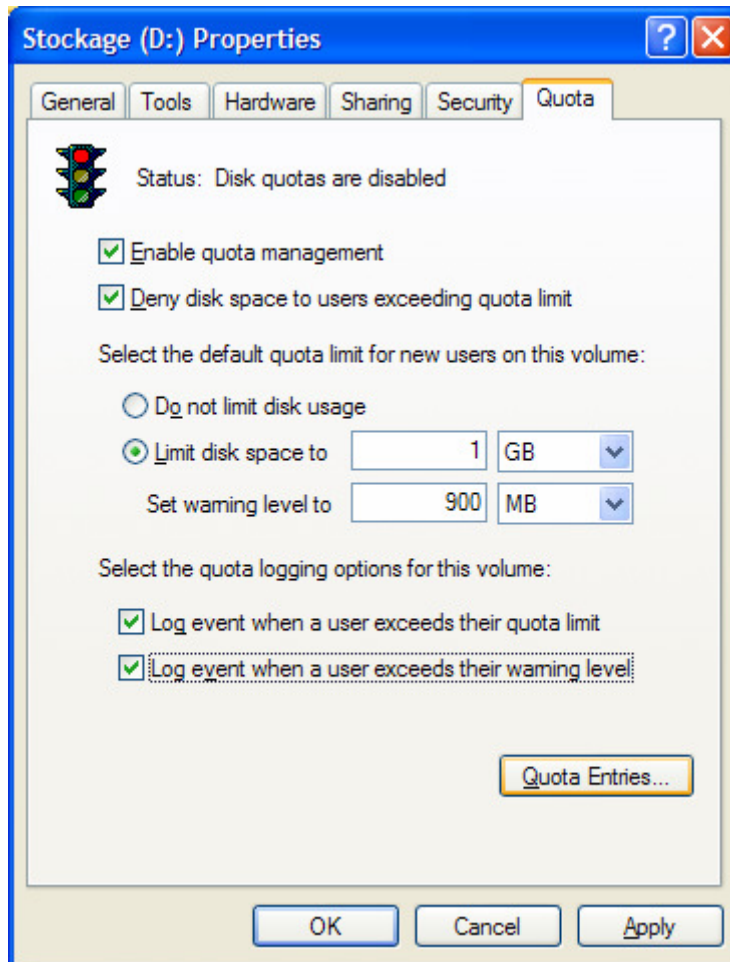 Stockage (D:) Properties
General Tools Hardware Sharing Security Quota
Status: Disk quotas are disabled
Enable quota management
Deny disk space to users exceeding quota limit
Select the default quota limit for new users on this volume:
Do not limit disk usage
Limit disk space to 1 GB
Set warning level to 900 MB
Select the quota logging options for this volume:
Log event when a user exceeds their quota limit
Log event when a user exceeds their warning level
Quota Entries...
OK Cancel Apply